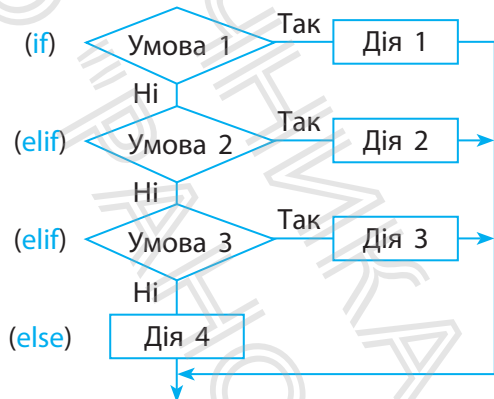 (if) Умова 1 Так Дія 1
Ні
(elif) Умова 2 Так Дія 2
Ні
(elif) Умова 3 Так Дія 3
Ні
(else) Дія 4